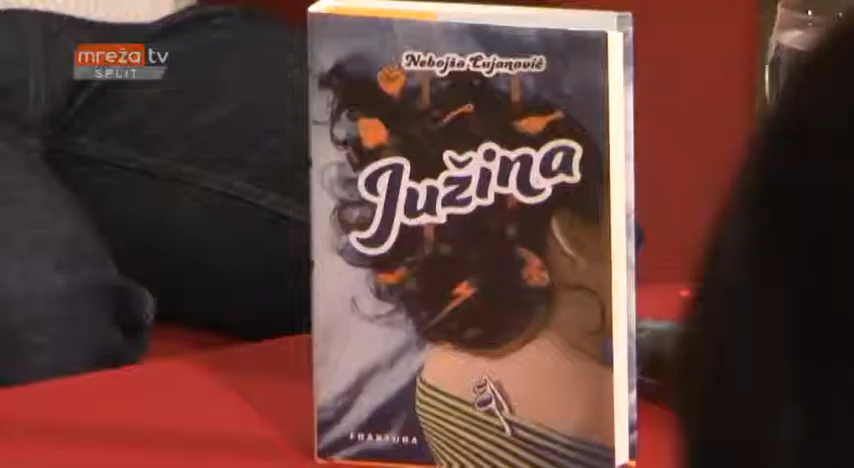 mreža tv
SPLIT
Nebojša Lujanović
Južina
FRAKTURA